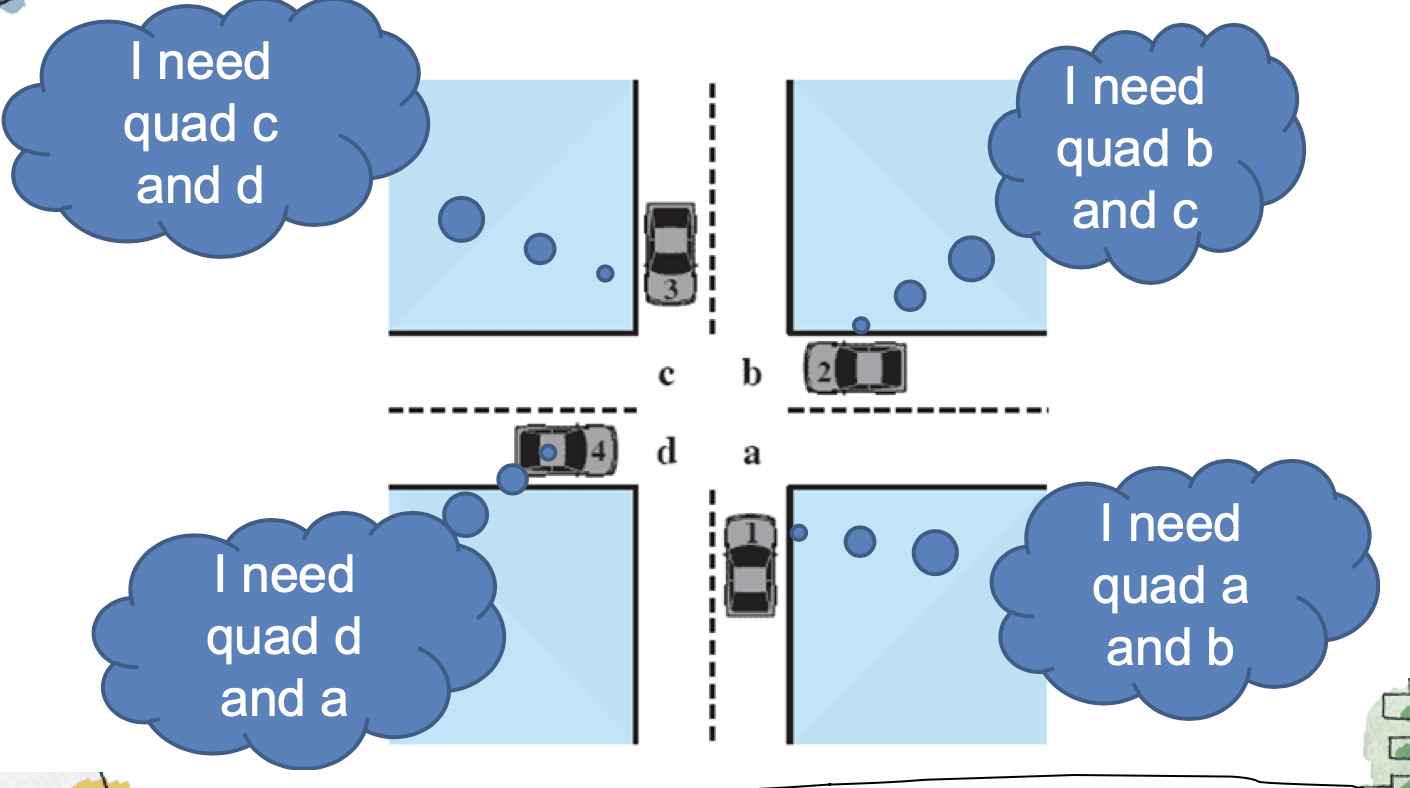 I need
quad c
and d
I need
quad b
and c
3
2
c b
4
d a
1
I need
quad d
and a
I need
quad a
and b